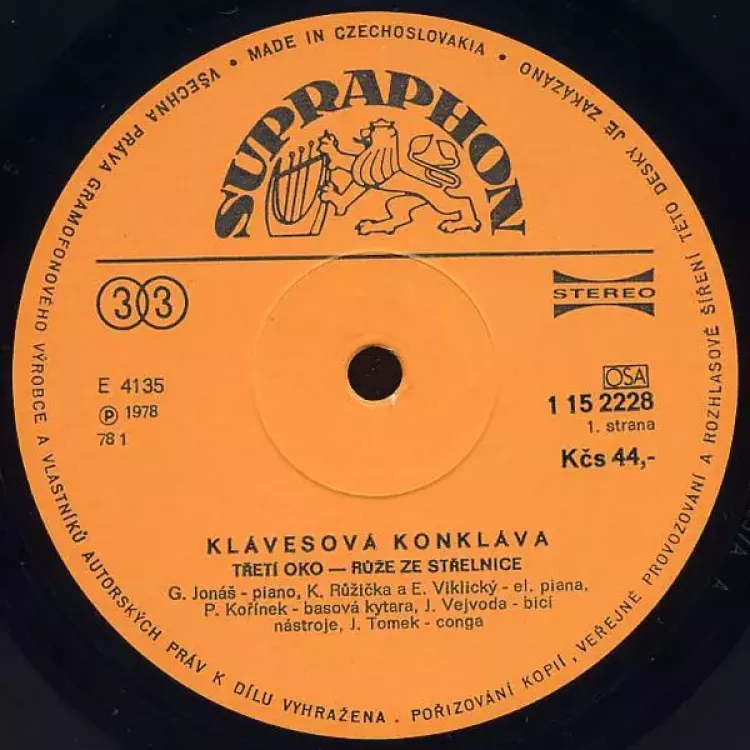 MADE IN CZECHOSLOVAKIA • VŠECHNA PRÁVA GRAMOFONOVÉHO VÝROBCE A VLASTNÍKŮ AUTORSKÝCH PRÁV K DÍLU VYHRAŽENA . POŘIZOVÁNÍ KOPIÍ, VEŘEJNÉ PROVOZOVÁNÍ A ROZHLASOVÉ ŠÍŘENÍ TÉTO DESKY JE ZAKÁZÁNO •
SUPRAPHON
33
STEREO
E 4135
℗ 1978
78 1
OSA
1 15 2228
1. strana
Kčs 44,-
KLÁVESOVÁ KONKLÁVA
TŘETÍ OKO — RŮŽE ZE STŘELNICE
G. Jonáš - piano, K. Růžička a E. Viklický - el. piana,
P. Kořínek - basová kytara, J. Vejvoda - bicí
nástroje, J. Tomek - conga